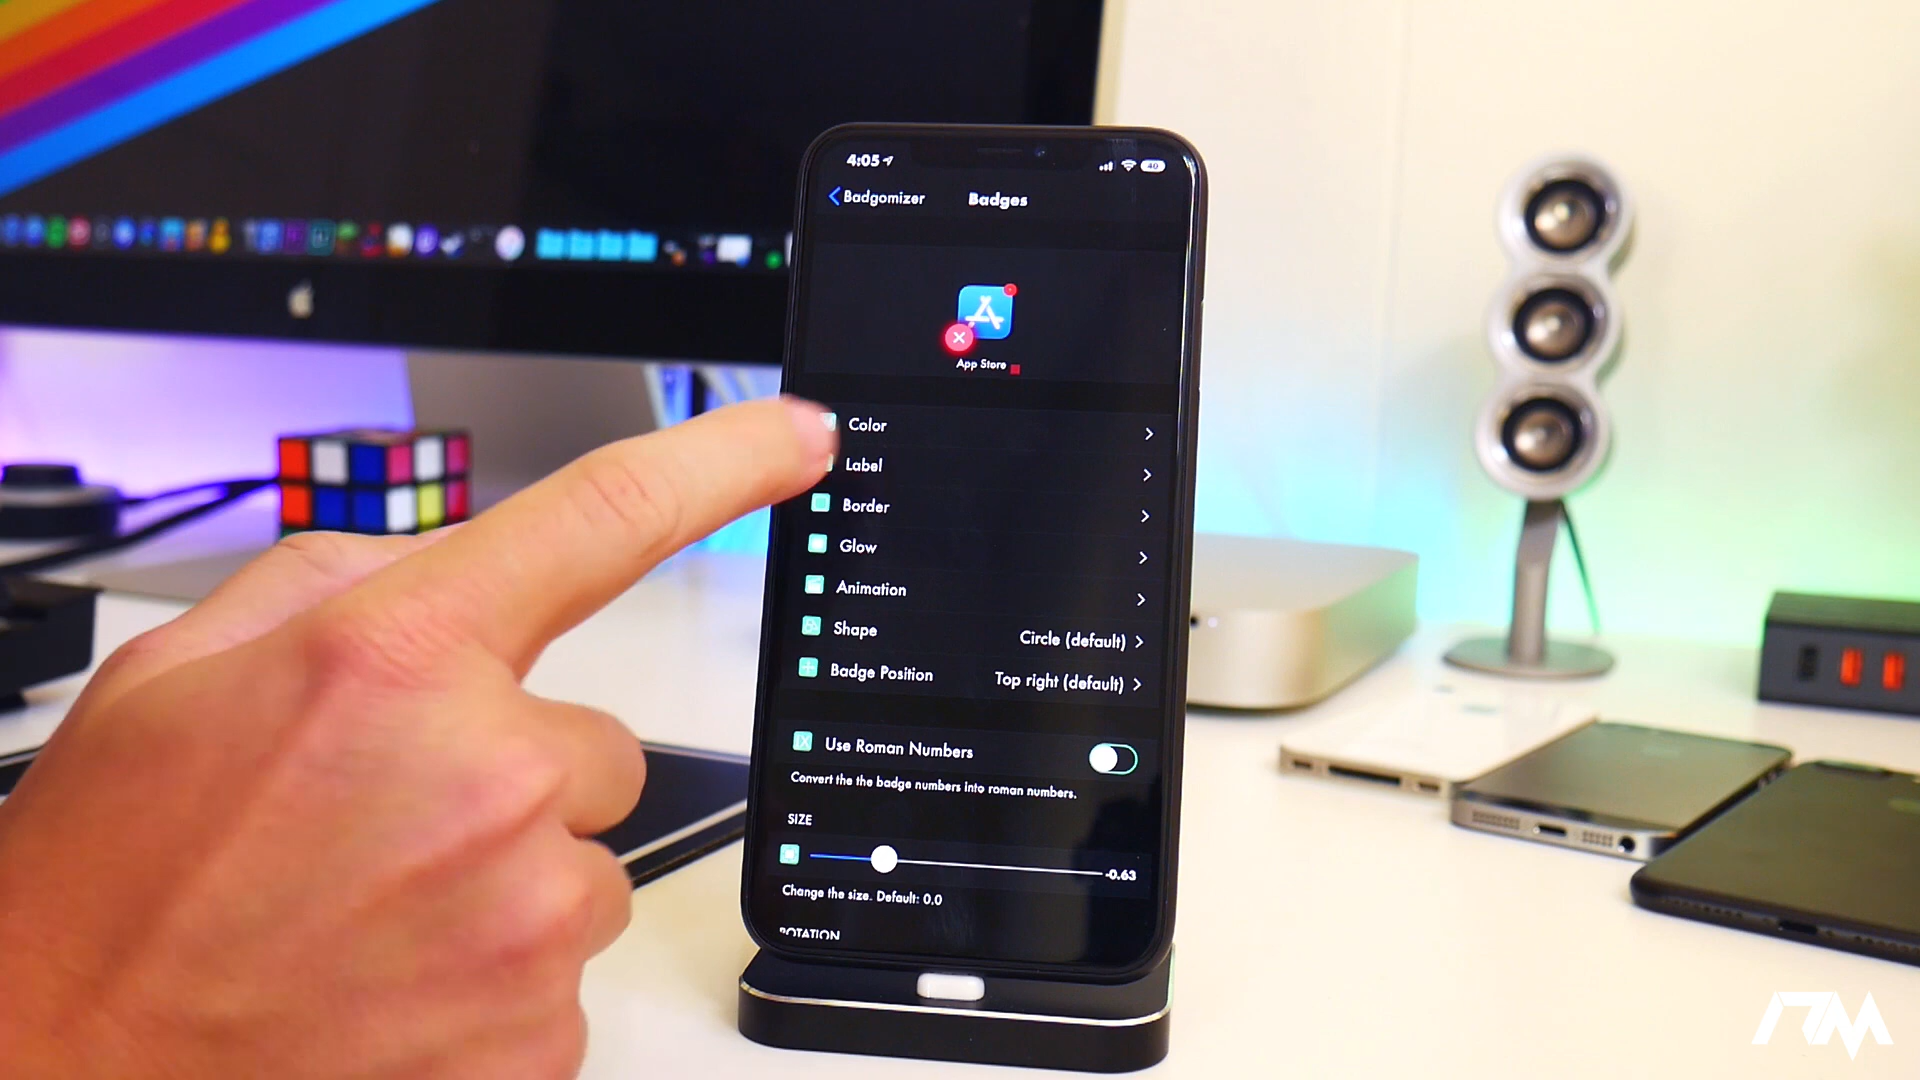 4:05
40
Badgomizer
Badges
App Store
Color
Label
Border
Glow
Animation
Shape
Circle (default)
Badge Position
Top right (default)
Use Roman Numbers
Convert the the badge numbers into roman numbers.
SIZE
-0.63
Change the size. Default: 0.0
ROTATION